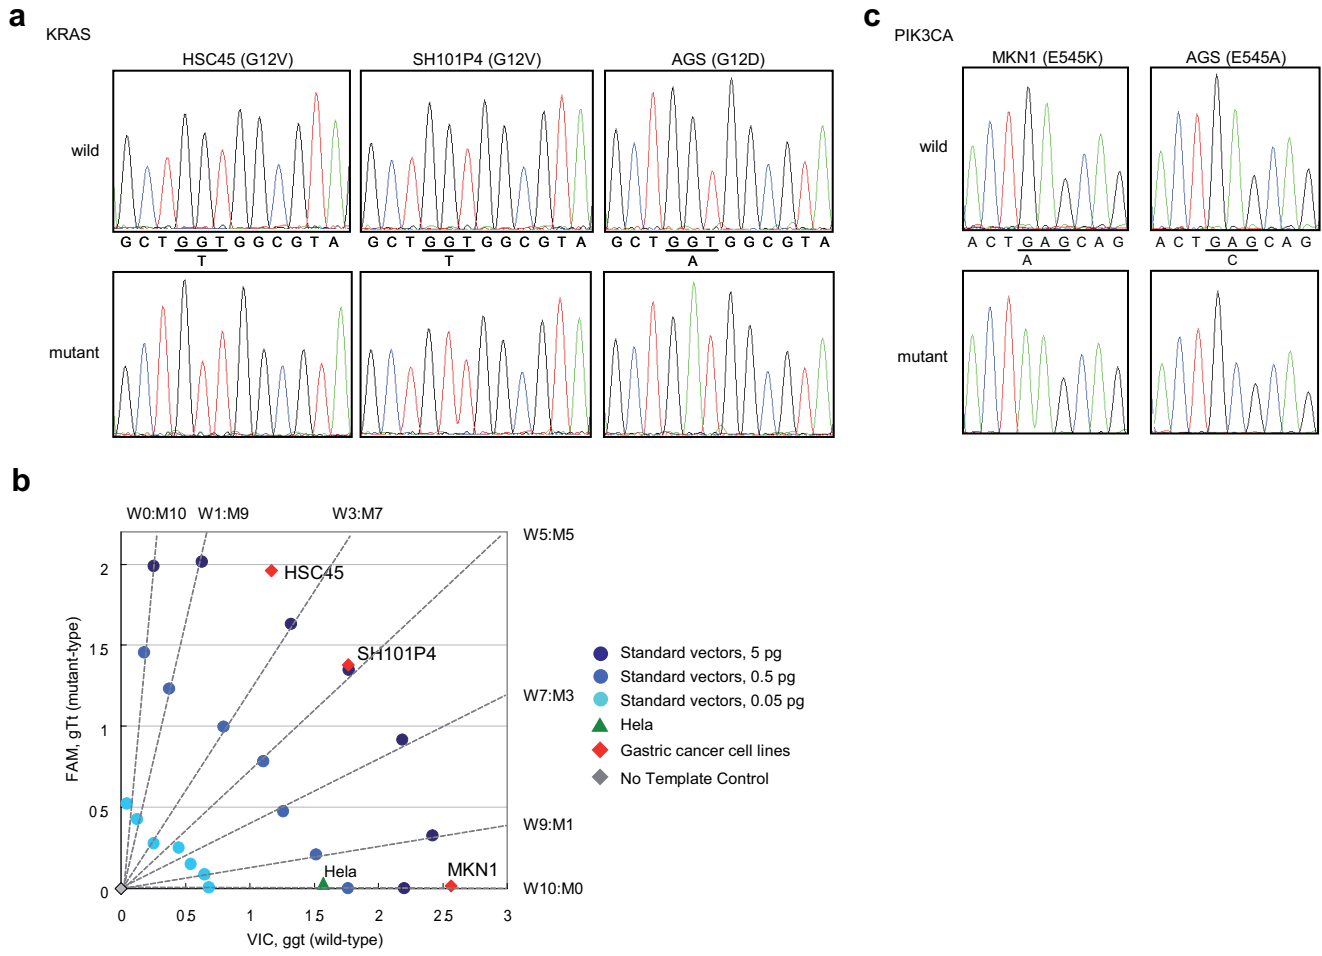 a
KRAS
HSC45 (G12V)
SH101P4 (G12V)
AGS (G12D)
wild
G C T G G T G G C G T A
T
G C T G G T G G C G T A
T
G C T G G T G G C G T A
A
mutant
c
PIK3CA
MKN1 (E545K)
AGS (E545A)
wild
A C T G A G C A G
A
A C T G A G C A G
C
mutant
b
W0:M10
W1:M9
W3:M7
W5:M5
W7:M3
W9:M1
W10:M0
HSC45
SH101P4
Hela
MKN1
FAM, gTt (mutant-type)
2
1.5
1
0.5
0
0
0.5
1
1.5
2
2.5
3
VIC, ggt (wild-type)
Standard vectors, 5 pg
Standard vectors, 0.5 pg
Standard vectors, 0.05 pg
Hela
Gastric cancer cell lines
No Template Control